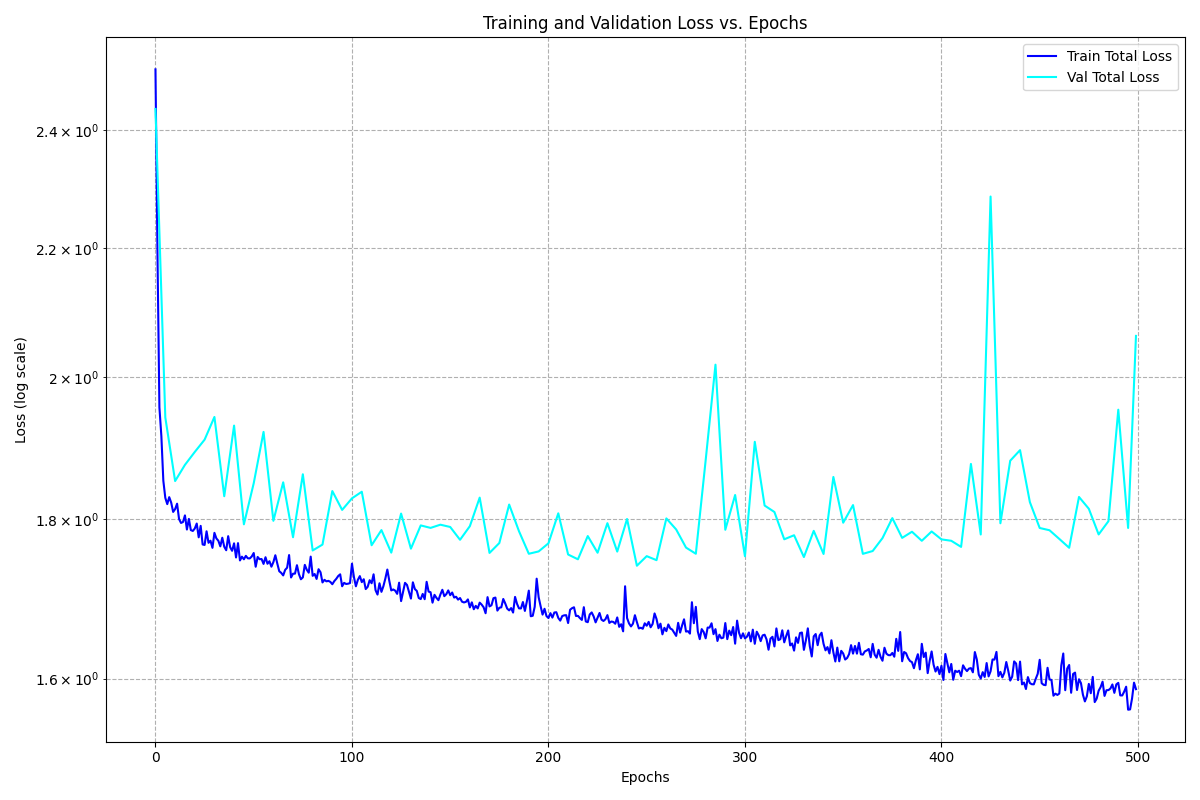 Training and Validation Loss vs. Epochs
Train Total Loss
Val Total Loss
2.4 × 10⁰
2.2 × 10⁰
2 × 10⁰
1.8 × 10⁰
1.6 × 10⁰
Loss (log scale)
0 100 200 300 400 500
Epochs